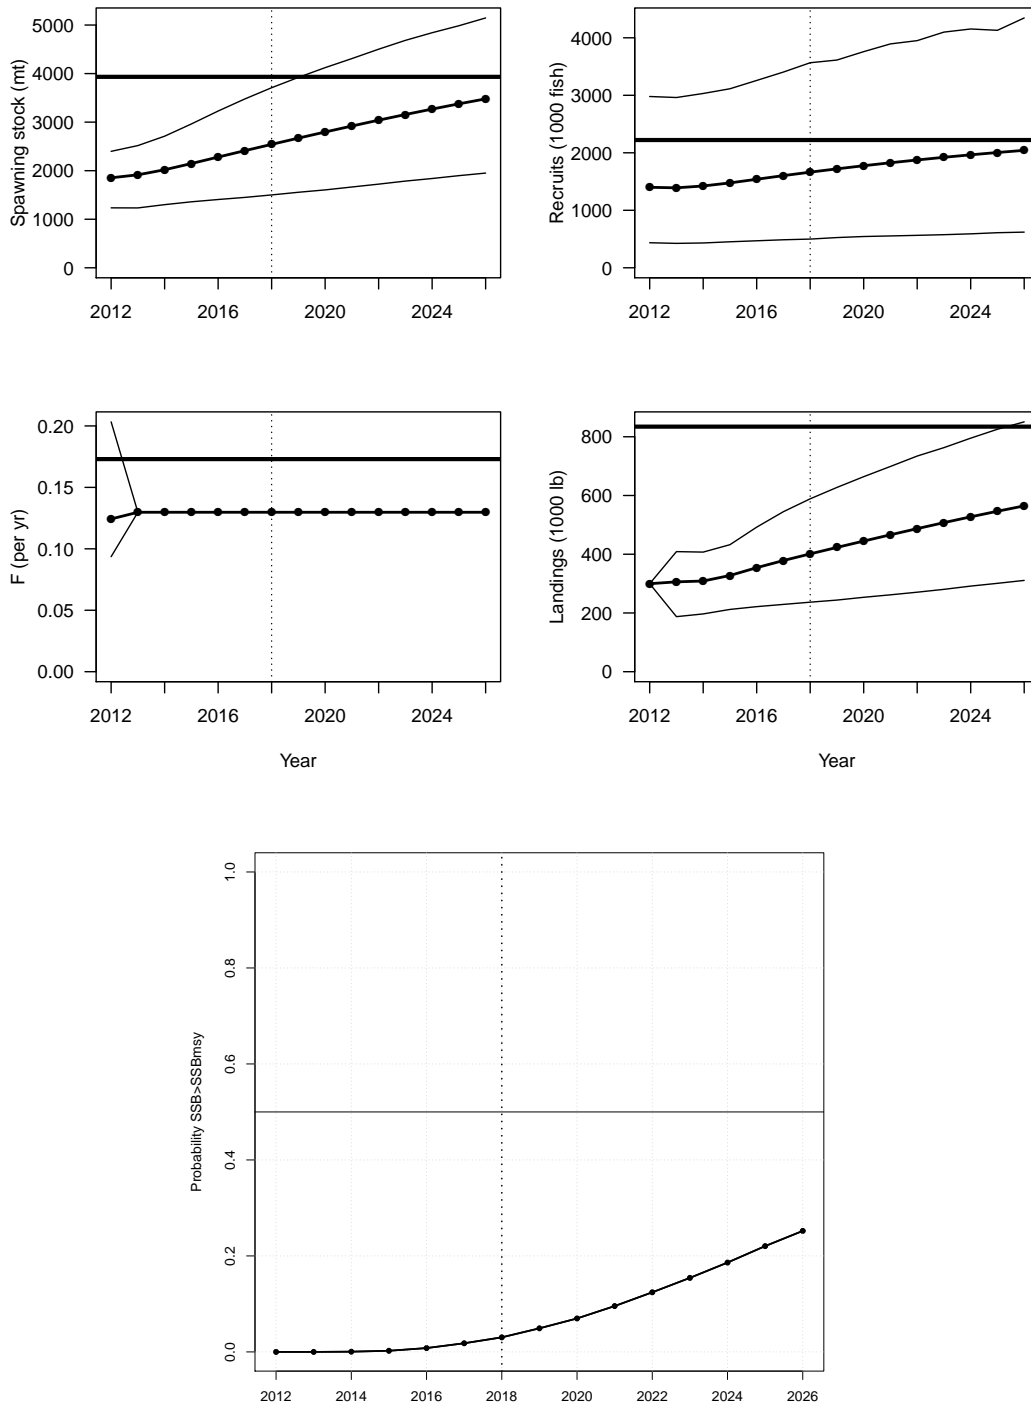 Spawning stock (mt)
5000
4000
3000
2000
1000
0
2012 2016 2020 2024
Recruits (1000 fish)
4000
3000
2000
1000
0
2012 2016 2020 2024
F (per yr)
0.20
0.15
0.10
0.05
0.00
2012 2016 2020 2024
Year
Landings (1000 lb)
800
600
400
200
0
2012 2016 2020 2024
Year
Probability SSB>SSBmsy
1.0
0.8
0.6
0.4
0.2
0.0
2012 2014 2016 2018 2020 2022 2024 2026